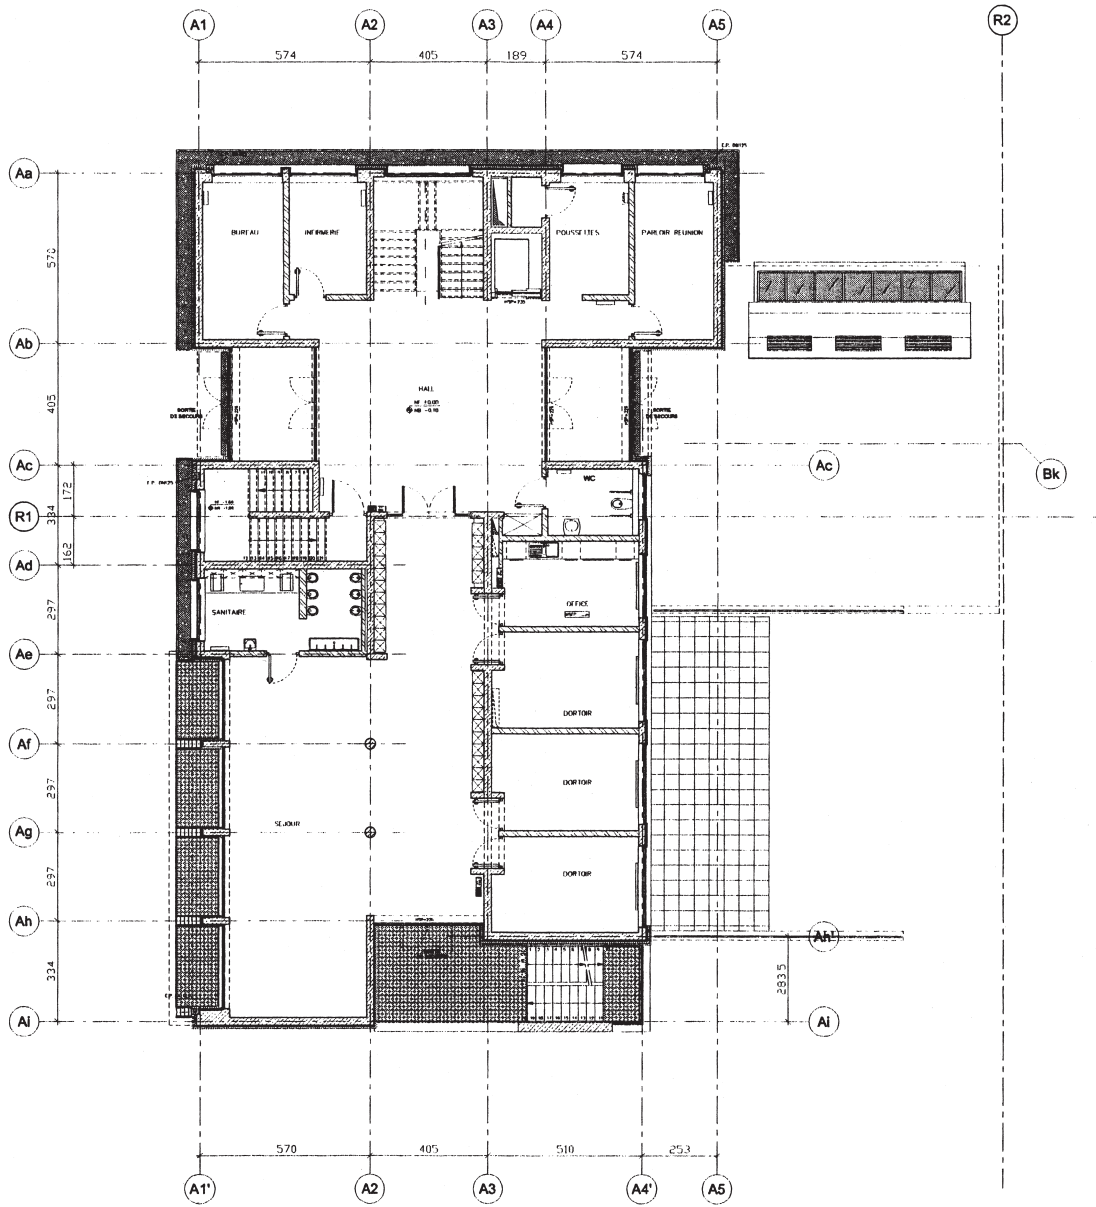 A1 A2 A3 A4 A5 R2
574 405 189 574
Aa
570
BUREAU INFIRMERIE POUSSETTES PARLOIR REUNION
Ab
405
HALL
SORTIE
DE SECOURS
SORTIE
DE SECOURS
Ac
Ac
Bk
172
WC
R1
334
162
Ad
297
SANITAIRE
OFFICE
Ae
297
DORTOIR
Af
297
DORTOIR
Ag
SEJOUR
297
DORTOIR
Ah
Ah'
334
283.5
Ai
Ai
570 405 510 253
A1' A2 A3 A4' A5